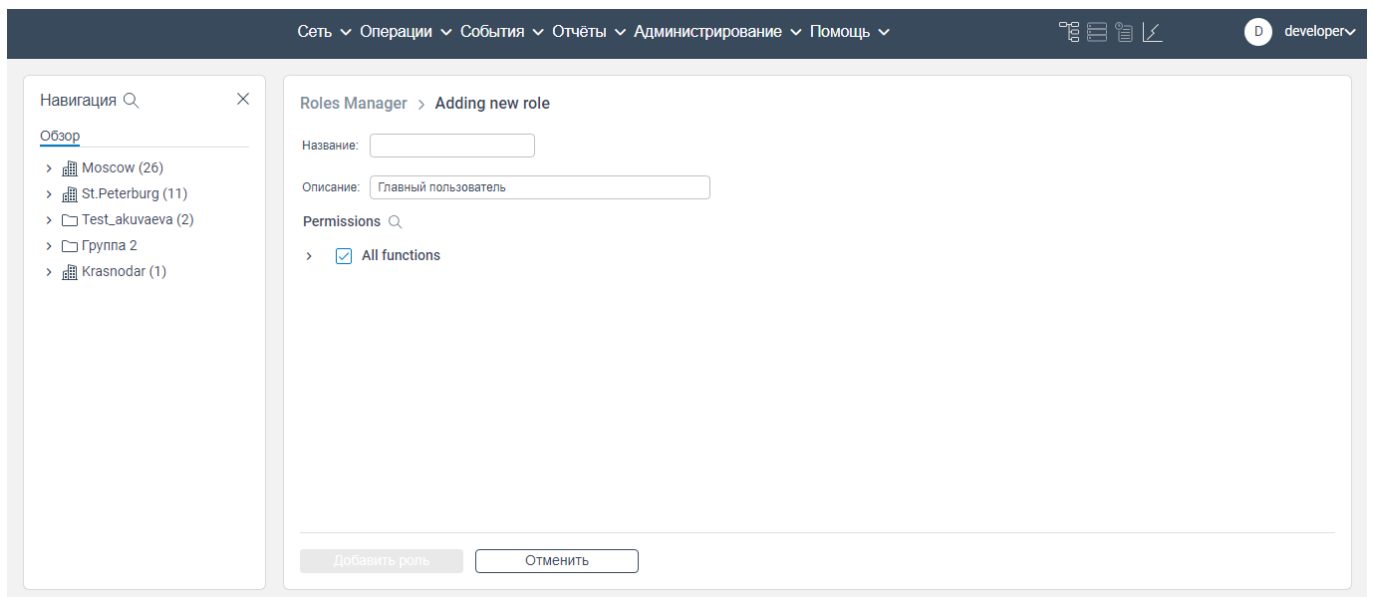 Сеть Операции События Отчёты Администрирование Помощь D developer
Навигация
Обзор
Moscow (26)
St.Peterburg (11)
Test_akuvaeva (2)
Группа 2
Krasnodar (1)
Roles Manager > Adding new role
Название:
Описание: Главный пользователь
Permissions
All functions
Добавить роль Отменить